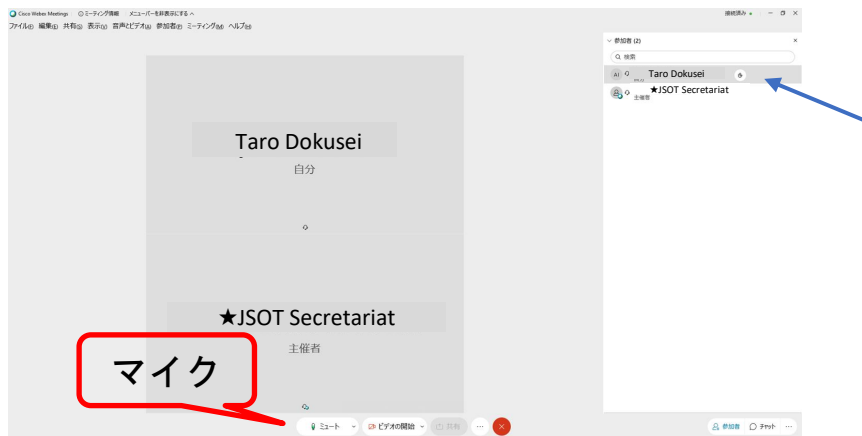 Cisco Webex Meetings ミーティング情報 メニューバーを非表示にする 接続済み
ファイル(F) 編集(E) 共有(S) 表示(V) 音声とビデオ(A) 参加者(P) ミーティング(M) ヘルプ(H)
参加者 (2)
検索
AI Taro Dokusei
★JSOT Secretariat
主催者
Taro Dokusei
自分
★JSOT Secretariat
主催者
マイク
ミュート ビデオの開始 共有 参加者 チャット